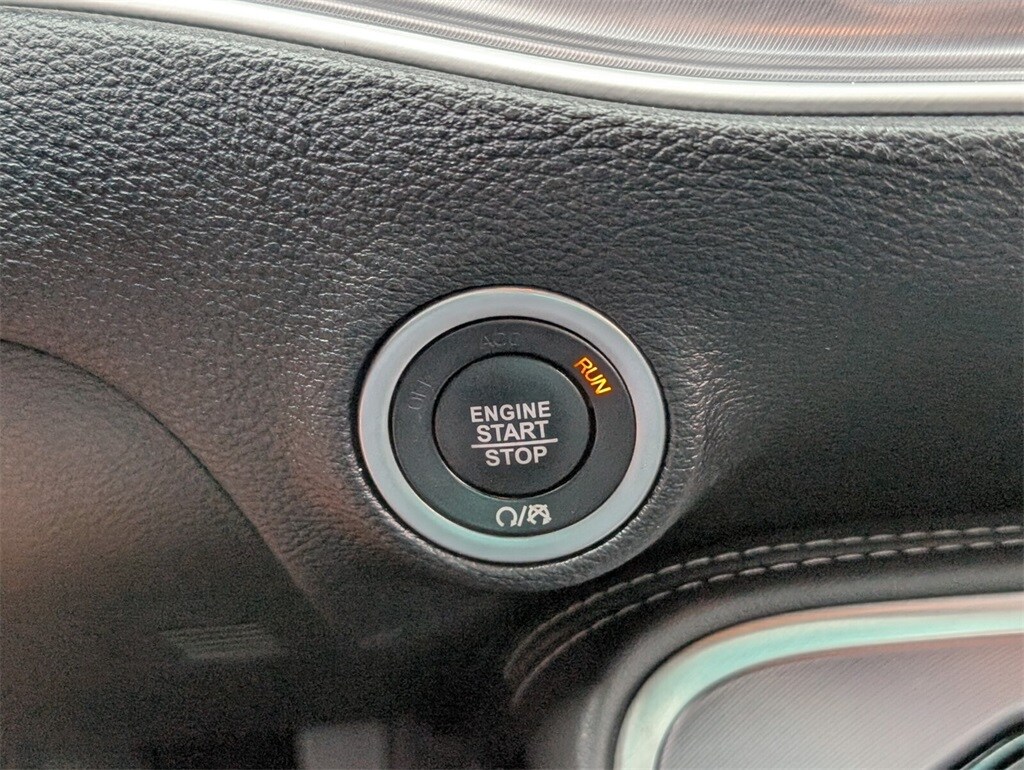 ACC
RUN
OFF
ENGINE
START
STOP